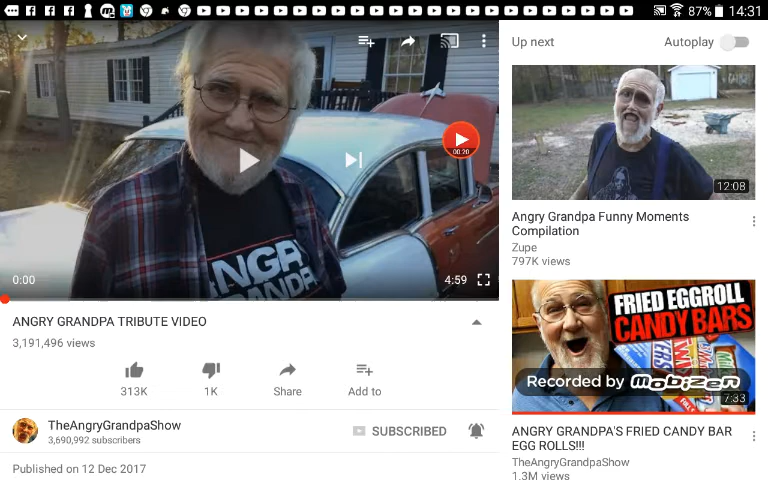 87% 14:31
00:20
NGR
RANDP
0:00
4:59
ANGRY GRANDPA TRIBUTE VIDEO
3,191,496 views
313K
1K
Share
Add to
TheAngryGrandpaShow
3,690,992 subscribers
SUBSCRIBED
Published on 12 Dec 2017
Up next
Autoplay
12:08
Angry Grandpa Funny Moments
Compilation
Zupe
797K views
FRIED EGGROLL
CANDY BARS
Recorded by mobizen
7:33
ANGRY GRANDPA'S FRIED CANDY BAR
EGG ROLLS!!!
TheAngryGrandpaShow
1.3M views